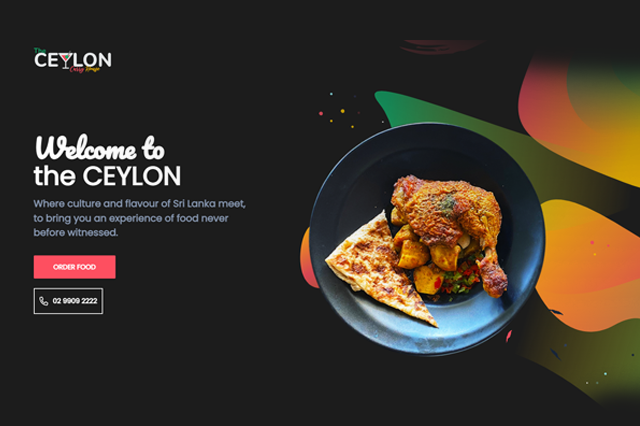 The
CEYLON
Curry House
Welcome to
the CEYLON
Where culture and flavour of Sri Lanka meet,
to bring you an experience of food never
before witnessed.
ORDER FOOD
02 9909 2222